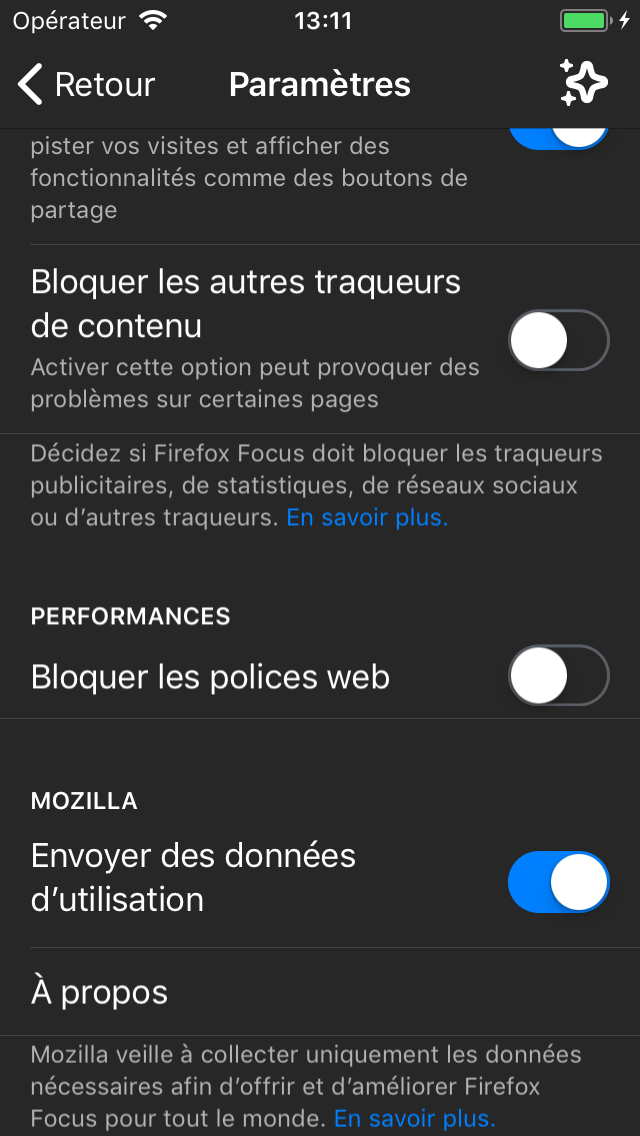 Opérateur 13:11
Retour Paramètres
pister vos visites et afficher des
fonctionnalités comme des boutons de
partage
Bloquer les autres traqueurs
de contenu
Activer cette option peut provoquer des
problèmes sur certaines pages
Décidez si Firefox Focus doit bloquer les traqueurs
publicitaires, de statistiques, de réseaux sociaux
ou d’autres traqueurs. En savoir plus.
PERFORMANCES
Bloquer les polices web
MOZILLA
Envoyer des données
d’utilisation
À propos
Mozilla veille à collecter uniquement les données
nécessaires afin d’offrir et d’améliorer Firefox
Focus pour tout le monde. En savoir plus.